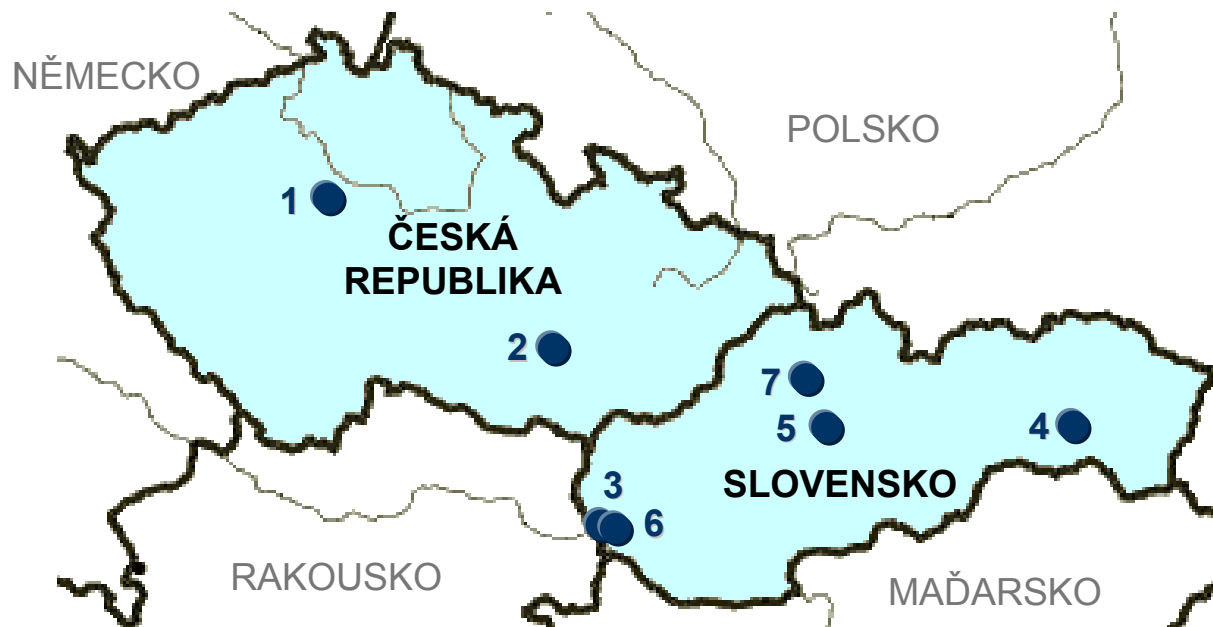 NĚMECKO
POLSKO
1
ČESKÁ
REPUBLIKA
2
7
5
4
SLOVENSKO
3
6
RAKOUSKO
MAĎARSKO